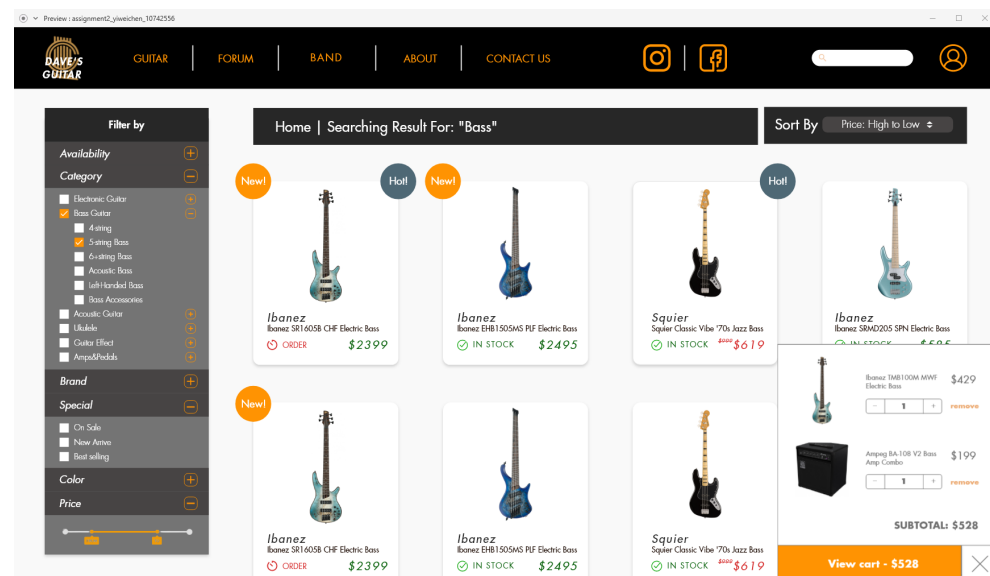 Preview : assignment2_yiweichen_10742556
DAVE'S
GUITAR
GUITAR
FORUM
BAND
ABOUT
CONTACT US
Filter by
Availability
Category
Electronic Guitar
Bass Guitar
4-string
5-string Bass
6+string Bass
Acoustic Bass
Left-Handed Bass
Bass Accessories
Acoustic Guitar
Ukulele
Guitar Effect
Amps&Pedals
Brand
Special
On Sale
New Arrive
Best selling
Color
Price
Home | Searching Result For: "Bass"
Sort By Price: High to Low
New!
Hot!
Ibanez
Ibanez SR1605B CHF Electric Bass
ORDER $2399
New!
Ibanez
Ibanez EHB1505MS PLF Electric Bass
IN STOCK $2495
Hot!
Squier
Squier Classic Vibe '70s Jazz Bass
IN STOCK $619
Ibanez
Ibanez SRMD205 SPN Electric Bass
IN STOCK
New!
Ibanez
Ibanez SR1605B CHF Electric Bass
ORDER $2399
Ibanez
Ibanez EHB1505MS PLF Electric Bass
IN STOCK $2495
Squier
Squier Classic Vibe '70s Jazz Bass
IN STOCK $619
Ibanez TMB100M MWF
Electric Bass
$429
- 1 +
remove
Ampeg BA-108 V2 Bass
Amp Combo
$199
- 1 +
remove
SUBTOTAL: $528
View cart - $528